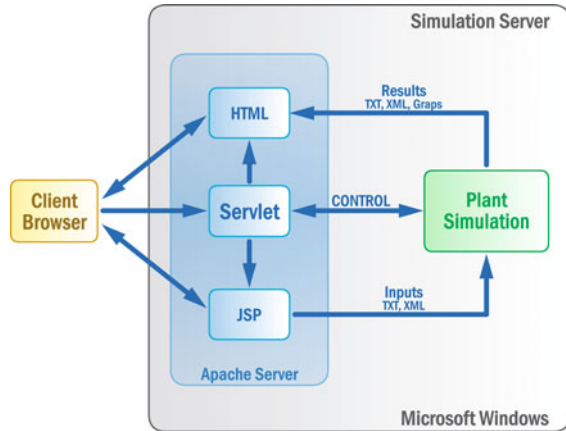 Simulation Server
Results
TXT, XML, Graps
HTML
Client
Browser
Servlet
CONTROL
Plant
Simulation
Inputs
TXT, XML
JSP
Apache Server
Microsoft Windows